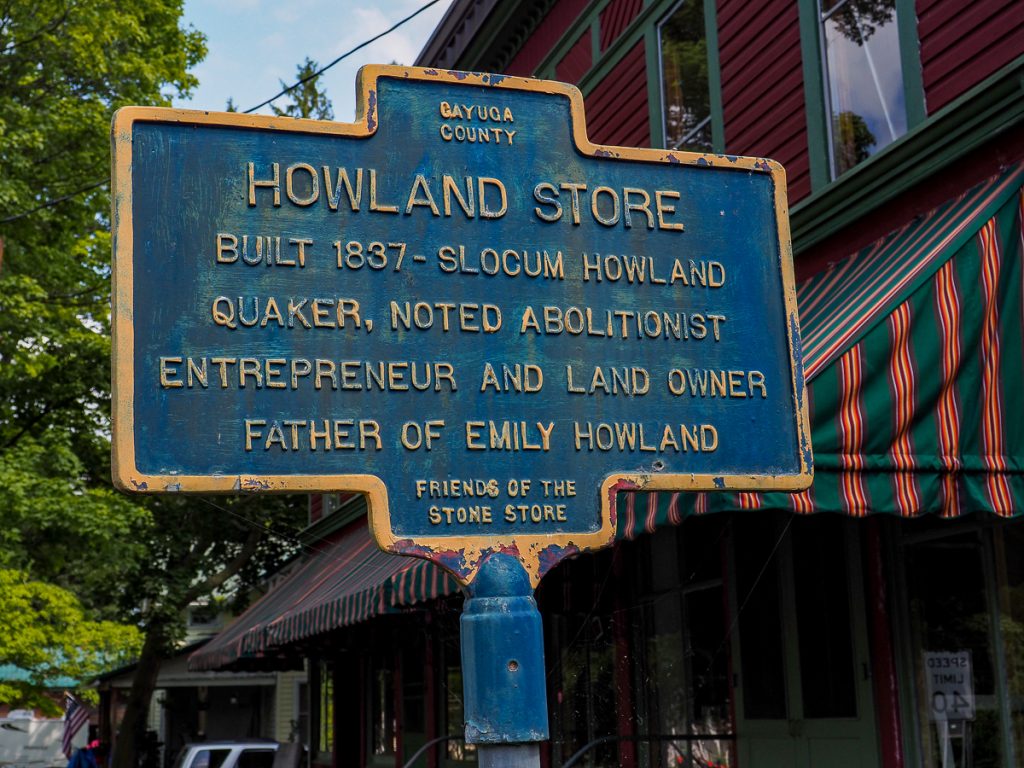 CAYUGA
COUNTY
HOWLAND STORE
BUILT 1837 - SLOCUM HOWLAND
QUAKER, NOTED ABOLITIONIST
ENTREPRENEUR AND LAND OWNER
FATHER OF EMILY HOWLAND
FRIENDS OF THE
STONE STORE
SPEED
LIMIT
40